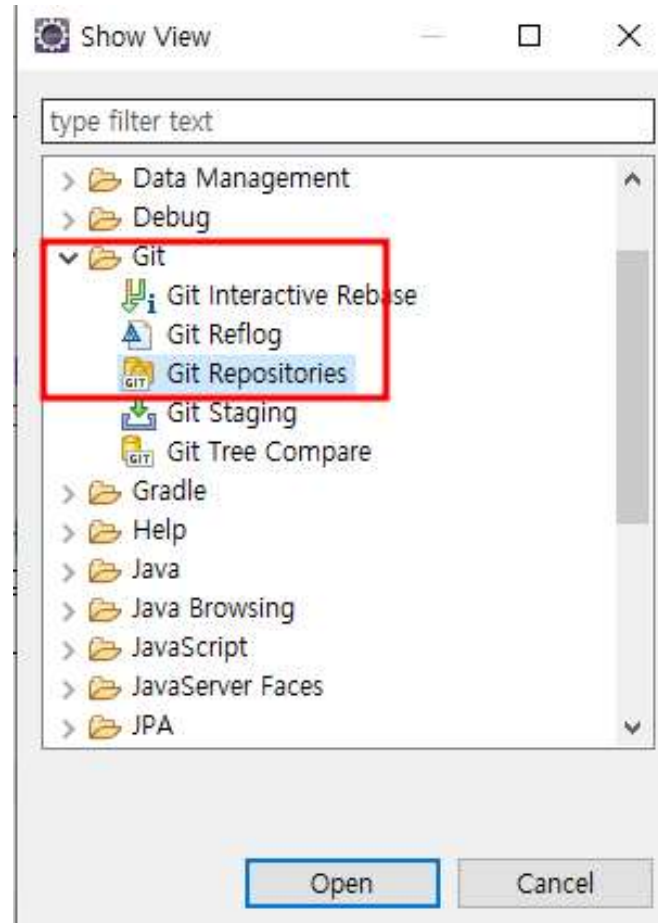 Show View
type filter text
Data Management
Debug
Git
Git Interactive Rebase
Git Reflog
Git Repositories
Git Staging
Git Tree Compare
Gradle
Help
Java
Java Browsing
JavaScript
JavaServer Faces
JPA
Open Cancel